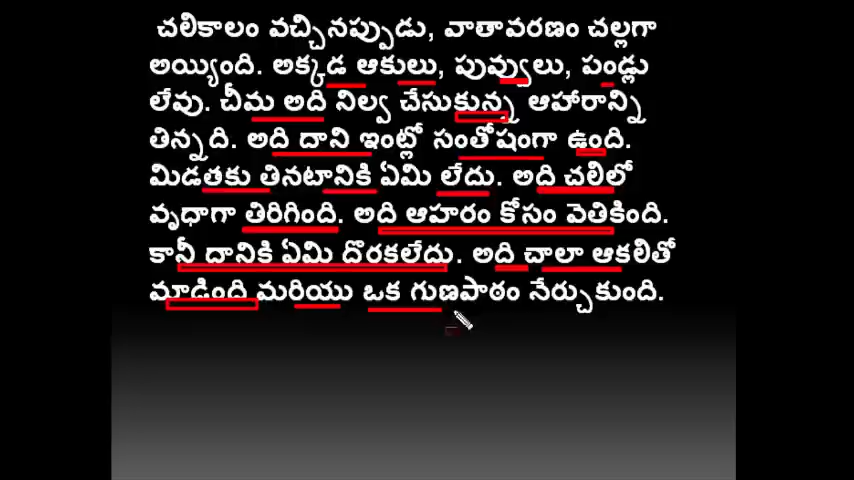 చలికాలం వచ్చినప్పుడు, వాతావరణం చల్లగా
అయ్యింది. అక్కడ ఆకులు, పువ్వులు, పండ్లు
లేవు. చీమ అది నిల్వ చేసుకున్న ఆహారాన్ని
తిన్నది. అది దాని ఇంట్లో సంతోషంగా ఉంది.
మిడతకు తినటానికి ఏమి లేదు. అది చలిలో
వృధాగా తిరిగింది. అది ఆహరం కోసం వెతికింది.
కానీ దానికి ఏమి దొరకలేదు. అది చాలా ఆకలితో
మాడింది మరియు ఒక గుణపాఠం నేర్చుకుంది.